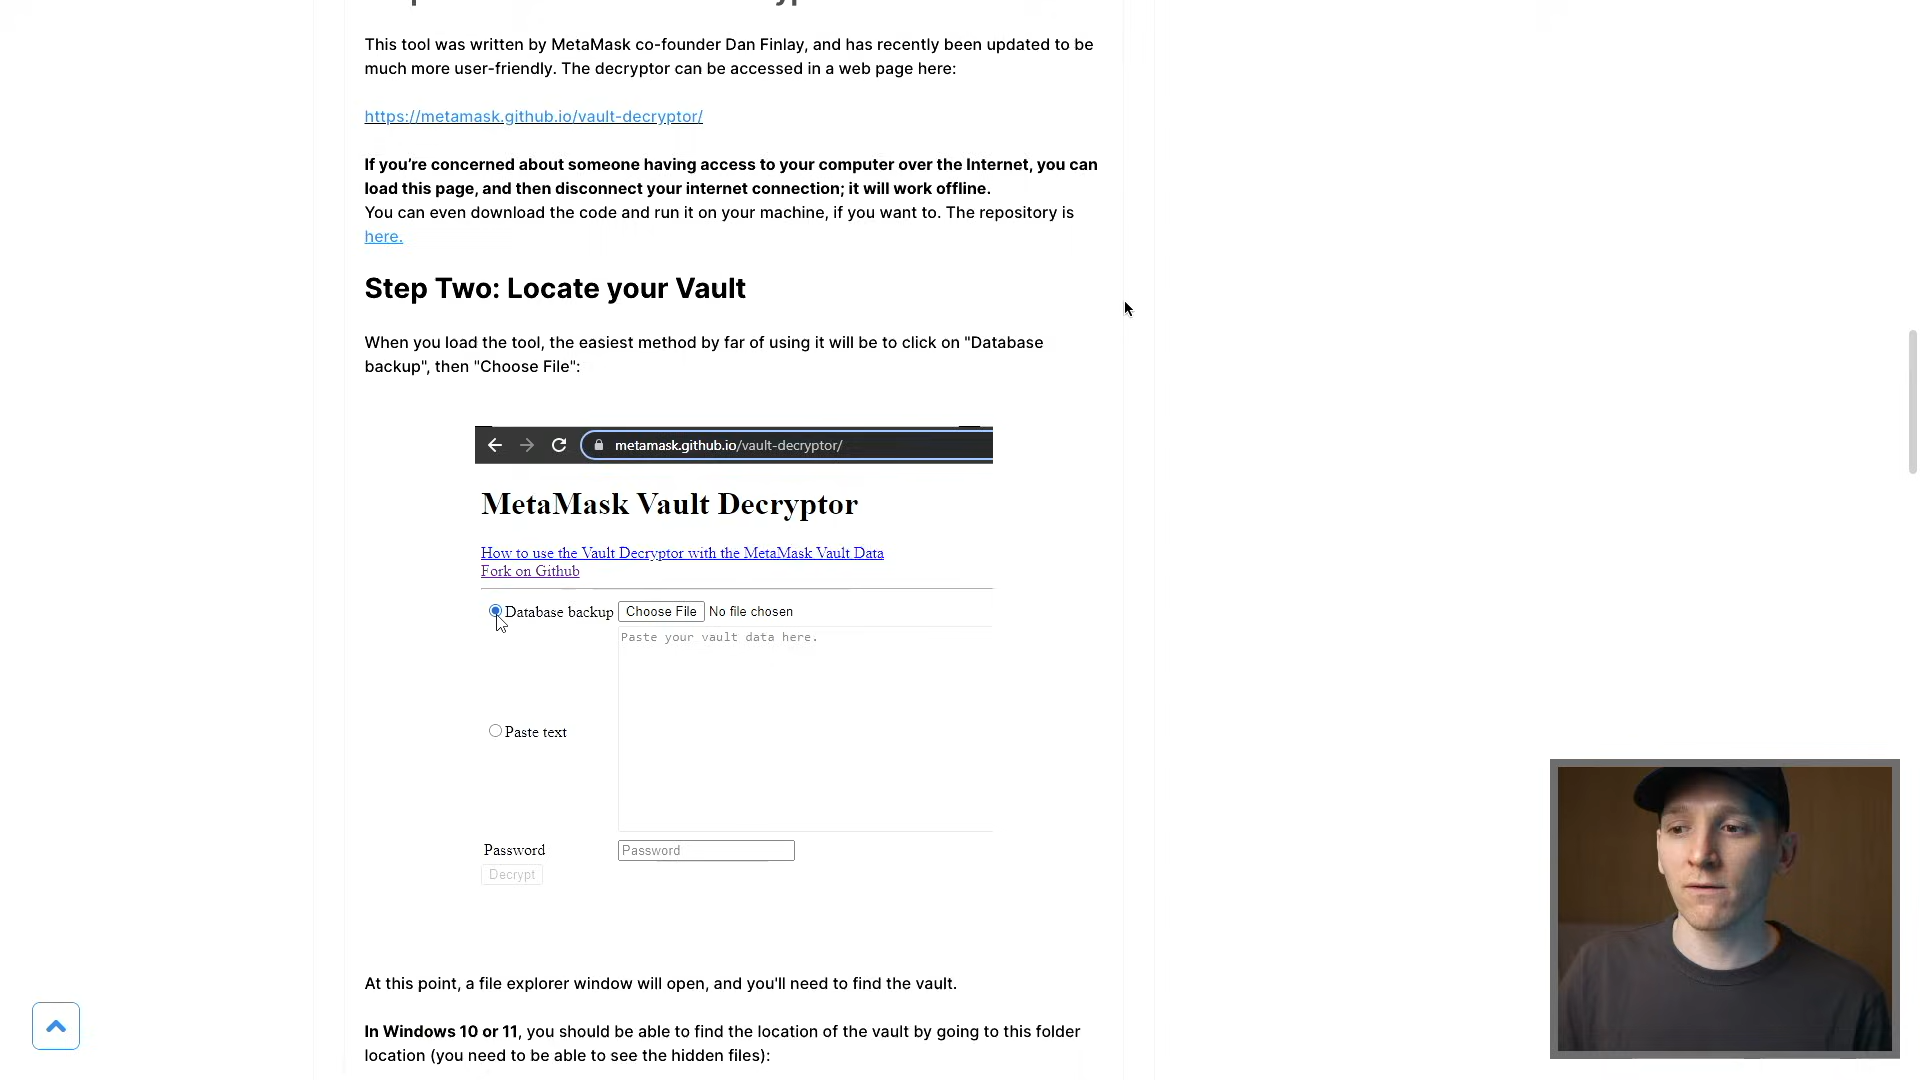 This tool was written by MetaMask co-founder Dan Finlay, and has recently been updated to be
much more user-friendly. The decryptor can be accessed in a web page here:
https://metamask.github.io/vault-decryptor/
If you’re concerned about someone having access to your computer over the Internet, you can
load this page, and then disconnect your internet connection; it will work offline.
You can even download the code and run it on your machine, if you want to. The repository is
here.
Step Two: Locate your Vault
When you load the tool, the easiest method by far of using it will be to click on "Database
backup", then "Choose File":
metamask.github.io/vault-decryptor/
MetaMask Vault Decryptor
How to use the Vault Decryptor with the MetaMask Vault Data
Fork on Github
Database backup Choose File No file chosen
Paste your vault data here.
Paste text
Password Password
Decrypt
At this point, a file explorer window will open, and you'll need to find the vault.
In Windows 10 or 11, you should be able to find the location of the vault by going to this folder
location (you need to be able to see the hidden files):